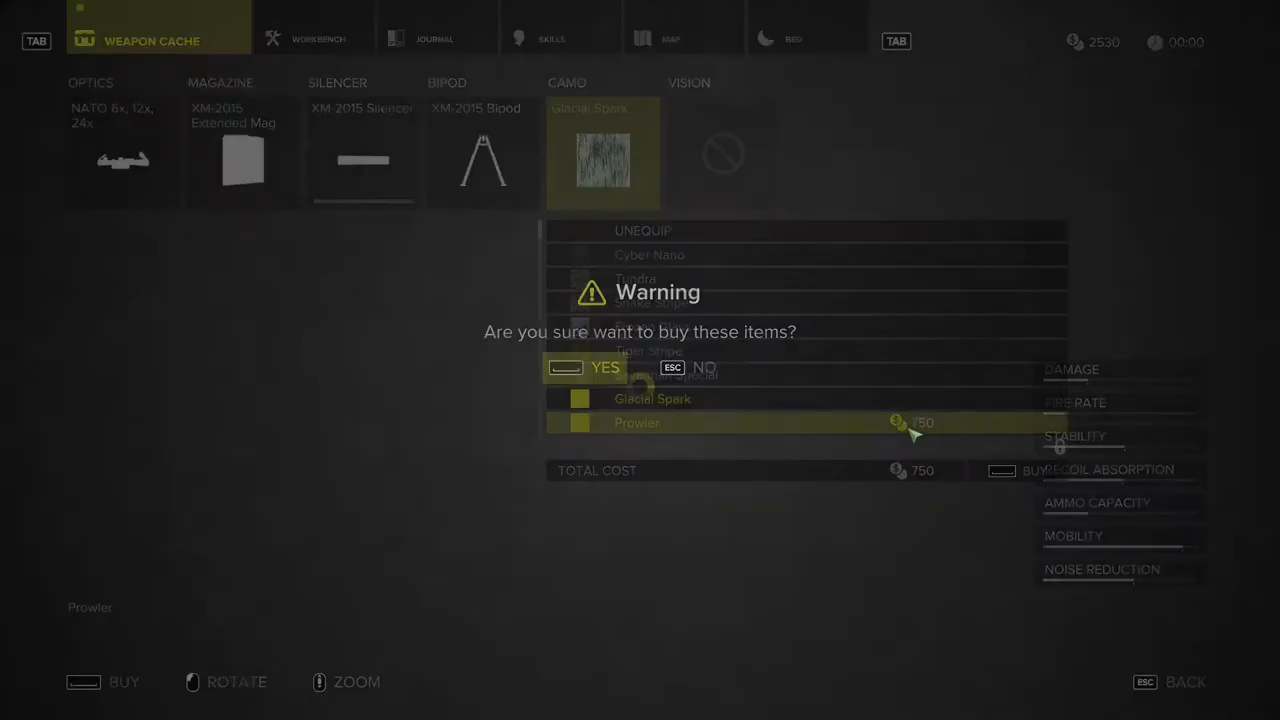 TAB
WEAPON CACHE
WORKBENCH
JOURNAL
SKILLS
MAP
BED
TAB
2530
00:00
OPTICS
MAGAZINE
SILENCER
BIPOD
CAMO
VISION
NATO 6x, 12x,
24x
XM-2015
Extended Mag
XM-2015 Silencer
XM-2015 Bipod
Glacial Spark
UNEQUIP
Cyber Nano
Tundra
Warning
Snake Stripe
Are you sure want to buy these items?
Tiger Stripe
YES
ESC NO
Special
Glacial Spark
Prowler
750
TOTAL COST
750
BUY
DAMAGE
FIRE RATE
STABILITY
RECOIL ABSORPTION
AMMO CAPACITY
MOBILITY
NOISE REDUCTION
Prowler
BUY
ROTATE
ZOOM
ESC BACK